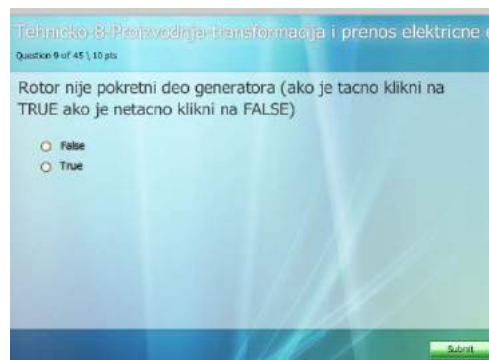 Tehnicko 8-Proizvodnja transformacija i prenos elektricne e
Question 9 of 45 \ 10 pts
Rotor nije pokretni deo generatora (ako je tacno klikni na
TRUE ako je netacno klikni na FALSE)
False
True
Submit